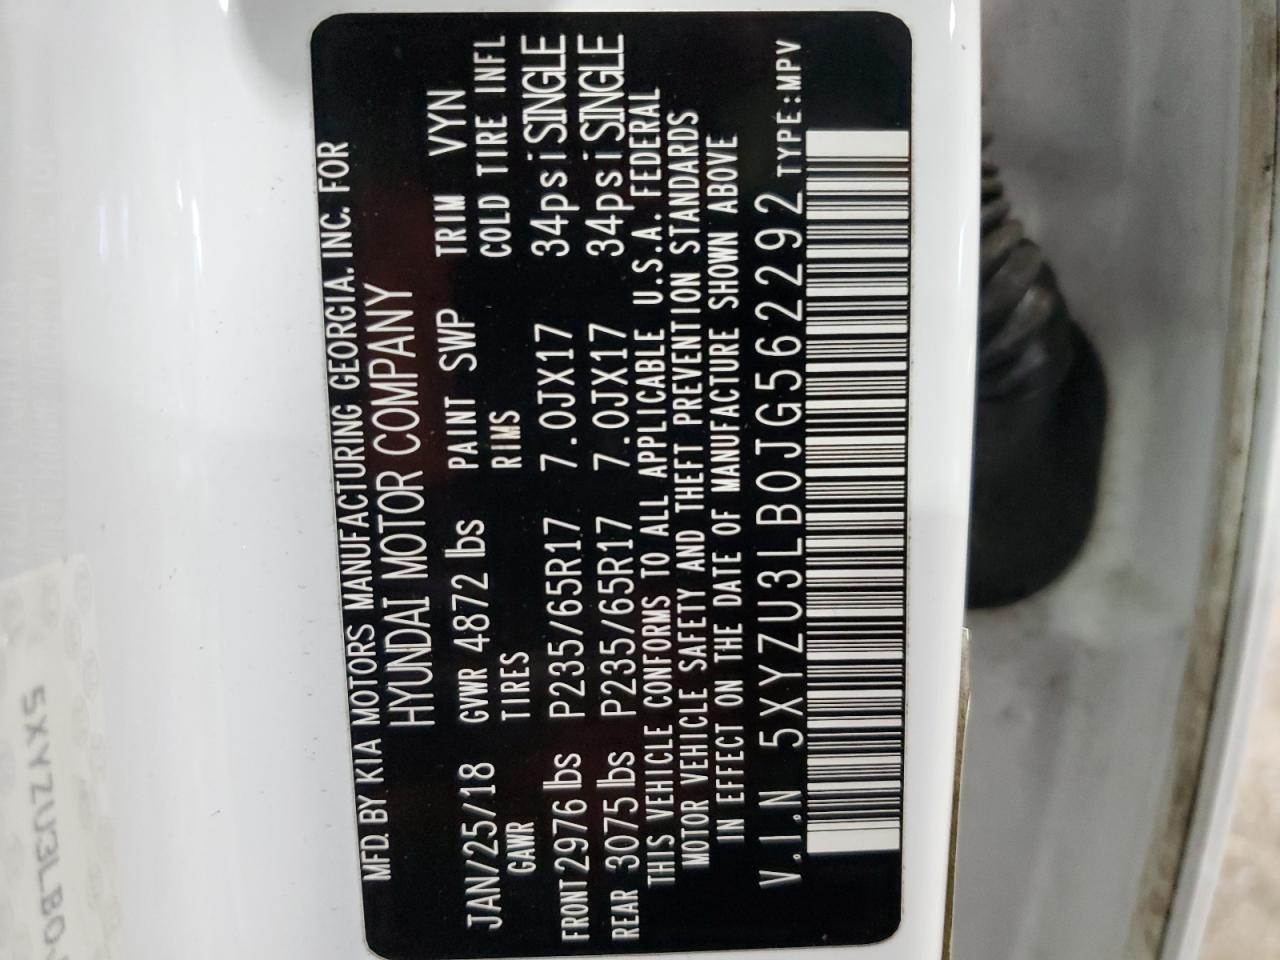 MFD. BY KIA MOTORS MANUFACTURING GEORGIA. INC. FOR
HYUNDAI MOTOR COMPANY
JAN/25/18 GVWR 4872 lbs PAINT SWP TRIM VYN
GAWR TIRES RIMS COLD TIRE INFL
FRONT 2976 lbs P235/65R17 7.0JX17 34psi SINGLE
REAR 3075 lbs P235/65R17 7.0JX17 34psi SINGLE
THIS VEHICLE CONFORMS TO ALL APPLICABLE U.S.A. FEDERAL
MOTOR VEHICLE SAFETY AND THEFT PREVENTION STANDARDS
IN EFFECT ON THE DATE OF MANUFACTURE SHOWN ABOVE
V.I.N 5XYZU3LB0JG562292 TYPE:MPV
5XYZU3LB0